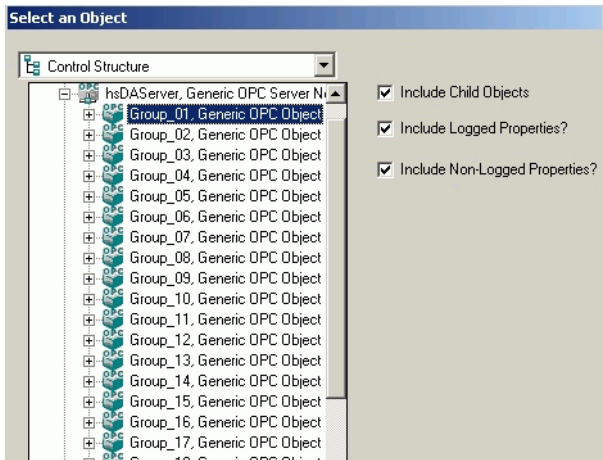 Select an Object
Control Structure
hsDAServer, Generic OPC Server N
Group_01, Generic OPC Object
Group_02, Generic OPC Object
Group_03, Generic OPC Object
Group_04, Generic OPC Object
Group_05, Generic OPC Object
Group_06, Generic OPC Object
Group_07, Generic OPC Object
Group_08, Generic OPC Object
Group_09, Generic OPC Object
Group_10, Generic OPC Object
Group_11, Generic OPC Object
Group_12, Generic OPC Object
Group_13, Generic OPC Object
Group_14, Generic OPC Object
Group_15, Generic OPC Object
Group_16, Generic OPC Object
Group_17, Generic OPC Object
Include Child Objects
Include Logged Properties?
Include Non-Logged Properties?